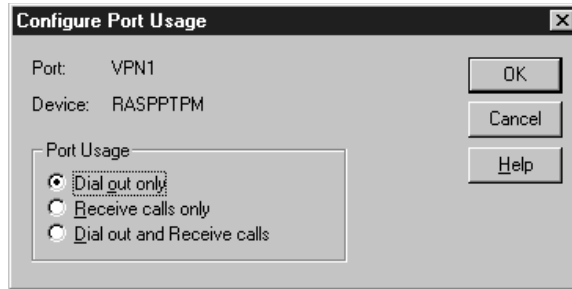 Configure Port Usage
Port: VPN1
Device: RASPPTPM
Port Usage
Dial out only
Receive calls only
Dial out and Receive calls
OK
Cancel
Help